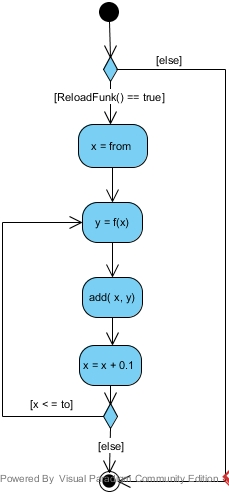 [else]
[ReloadFunk() == true]
x = from
y = f(x)
add( x, y)
x = x + 0.1
[x < = to]
[else]
Powered By Visual Paradigm Community Edition